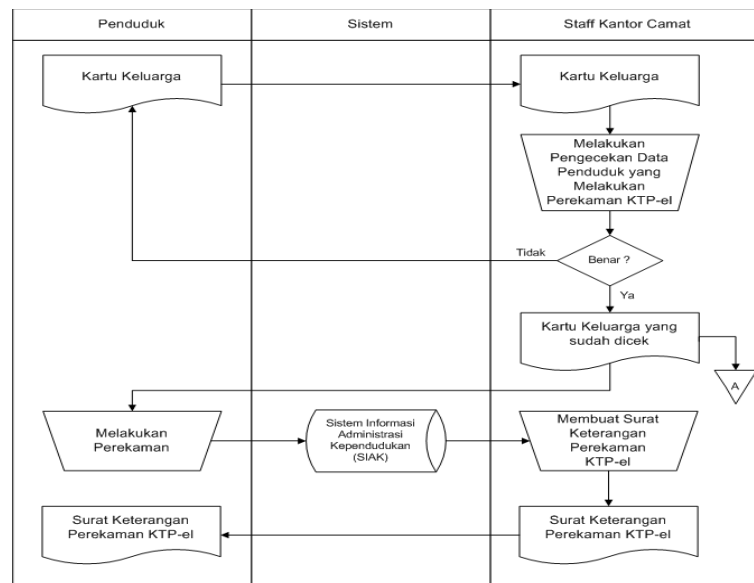 Penduduk
Sistem
Staff Kantor Camat
Kartu Keluarga
Kartu Keluarga
Melakukan
Pengecekan Data
Penduduk yang
Melakukan
Perekaman KTP-el
Tidak
Benar ?
Ya
Kartu Keluarga yang
sudah dicek
A
Melakukan
Perekaman
Sistem Informasi
Administrasi
Kependudukan
(SIAK)
Membuat Surat
Keterangan
Perekaman
KTP-el
Surat Keterangan
Perekaman KTP-el
Surat Keterangan
Perekaman KTP-el